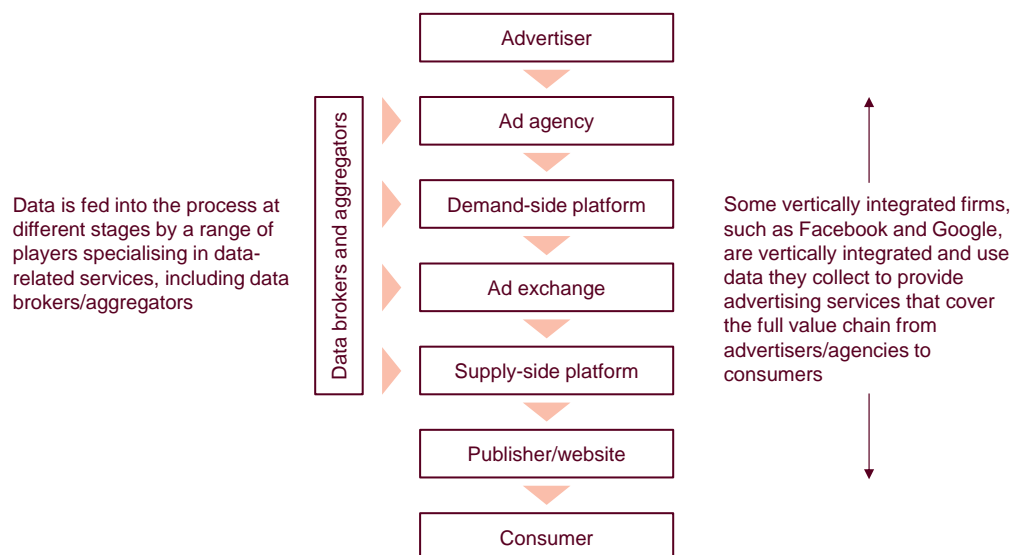 Advertiser
Ad agency
Data brokers and aggregators
Demand-side platform
Data is fed into the process at
different stages by a range of
players specialising in data-
related services, including data
brokers/aggregators
Some vertically integrated firms,
such as Facebook and Google,
are vertically integrated and use
data they collect to provide
advertising services that cover
the full value chain from
advertisers/agencies to
consumers
Ad exchange
Supply-side platform
Publisher/website
Consumer